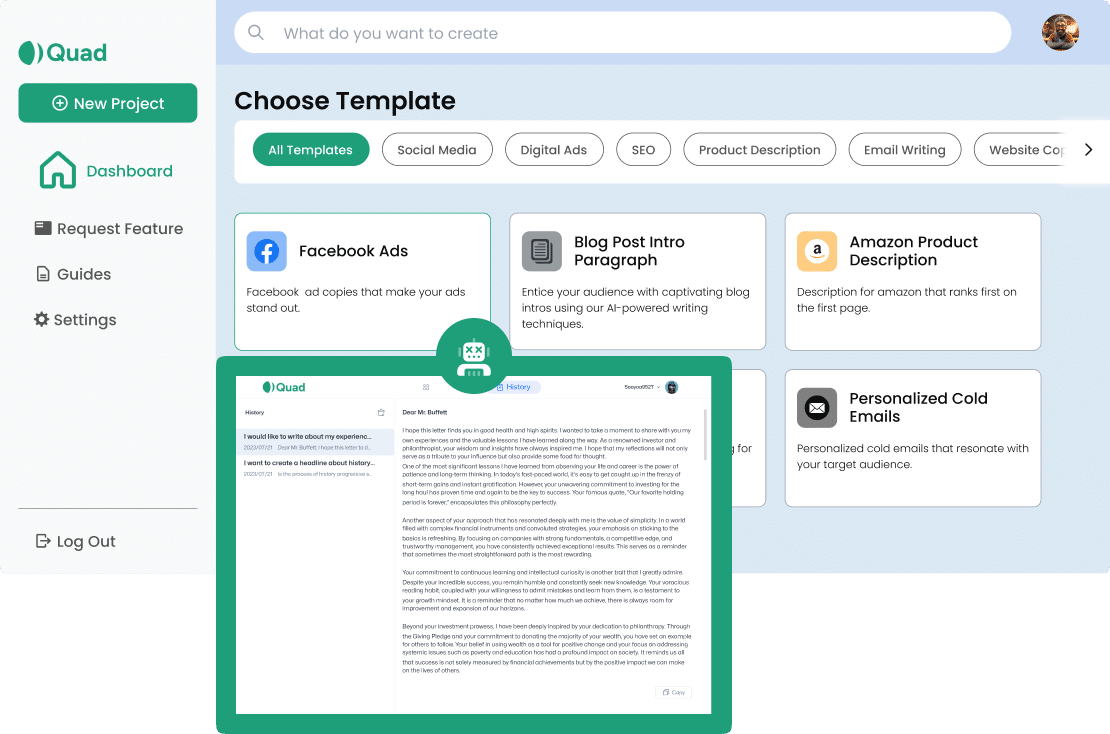 Quad
What do you want to create
New Project
Dashboard
Request Feature
Guides
Settings
Log Out
Choose Template
All Templates
Social Media
Digital Ads
SEO
Product Description
Email Writing
Website Cop
Facebook Ads
Facebook  ad copies that make your ads
stand out.
Blog Post Intro
Paragraph
Entice your audience with captivating blog
intros using our AI-powered writing
techniques.
Amazon Product
Description
Description for amazon that ranks first on
the first page.
g for
Personalized Cold
Emails
Personalized cold emails that resonate with
your target audience.
Quad
History
History
I would like to write about my experienc...
2023/07/21 Dear Mr. Buffett I hope this letter to d...
I want to create a headline about history...
2023/07/21 is the process of history progressive s...
Dear Mr. Buffett
I hope this letter finds you in good health and high spirits. I wanted to take a moment to share with you my
own experiences and the valuable lessons I have learned along the way. As a renowned investor and
philanthropist, your wisdom and insights have always inspired me. I hope that my reflections will not only
serve as a tribute to your influence but also provide some food for thought.
One of the most significant lessons I have learned from observing your life and career is the power of
patience and long-term thinking. In today's fast-paced world, it's easy to get caught up in the frenzy of
short-term gains and instant gratification. However, your unwavering commitment to investing for the
long haul has proven time and again to be the key to success. Your famous quote, "Our favorite holding
period is forever," encapsulates this philosophy perfectly.
Another aspect of your approach that has resonated deeply with me is the value of simplicity. In a world
filled with complex financial instruments and convoluted strategies, your emphasis on sticking to the
basics is refreshing. By focusing on companies with strong fundamentals, a competitive edge, and
trustworthy management, you have consistently achieved exceptional results. This serves as a reminder
that sometimes the most straightforward path is the most rewarding.
Your commitment to continuous learning and intellectual curiosity is another trait that I greatly admire.
Despite your incredible success, you remain humble and constantly seek new knowledge. Your voracious
reading habit, coupled with your willingness to admit mistakes and learn from them, is a testament to
your growth mindset. It is a reminder that no matter how much we achieve, there is always room for
improvement and expansion of our horizons.
Beyond your investment prowess, I have been deeply inspired by your dedication to philanthropy. Through
the Giving Pledge and your commitment to donating the majority of your wealth, you have set an example
for others to follow. Your belief in using wealth as a tool for positive change and your focus on addressing
systemic issues such as poverty and education has had a profound impact on society. It reminds us all
that success is not solely measured by financial achievements but by the positive impact we can make
on the lives of others.
Copy